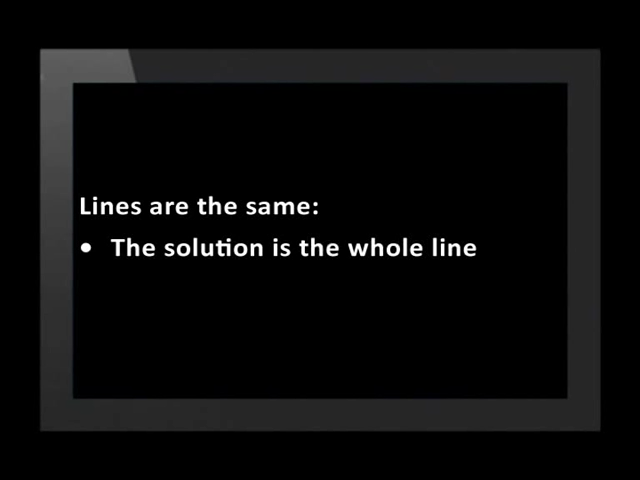 Lines are the same:
• The solution is the whole line